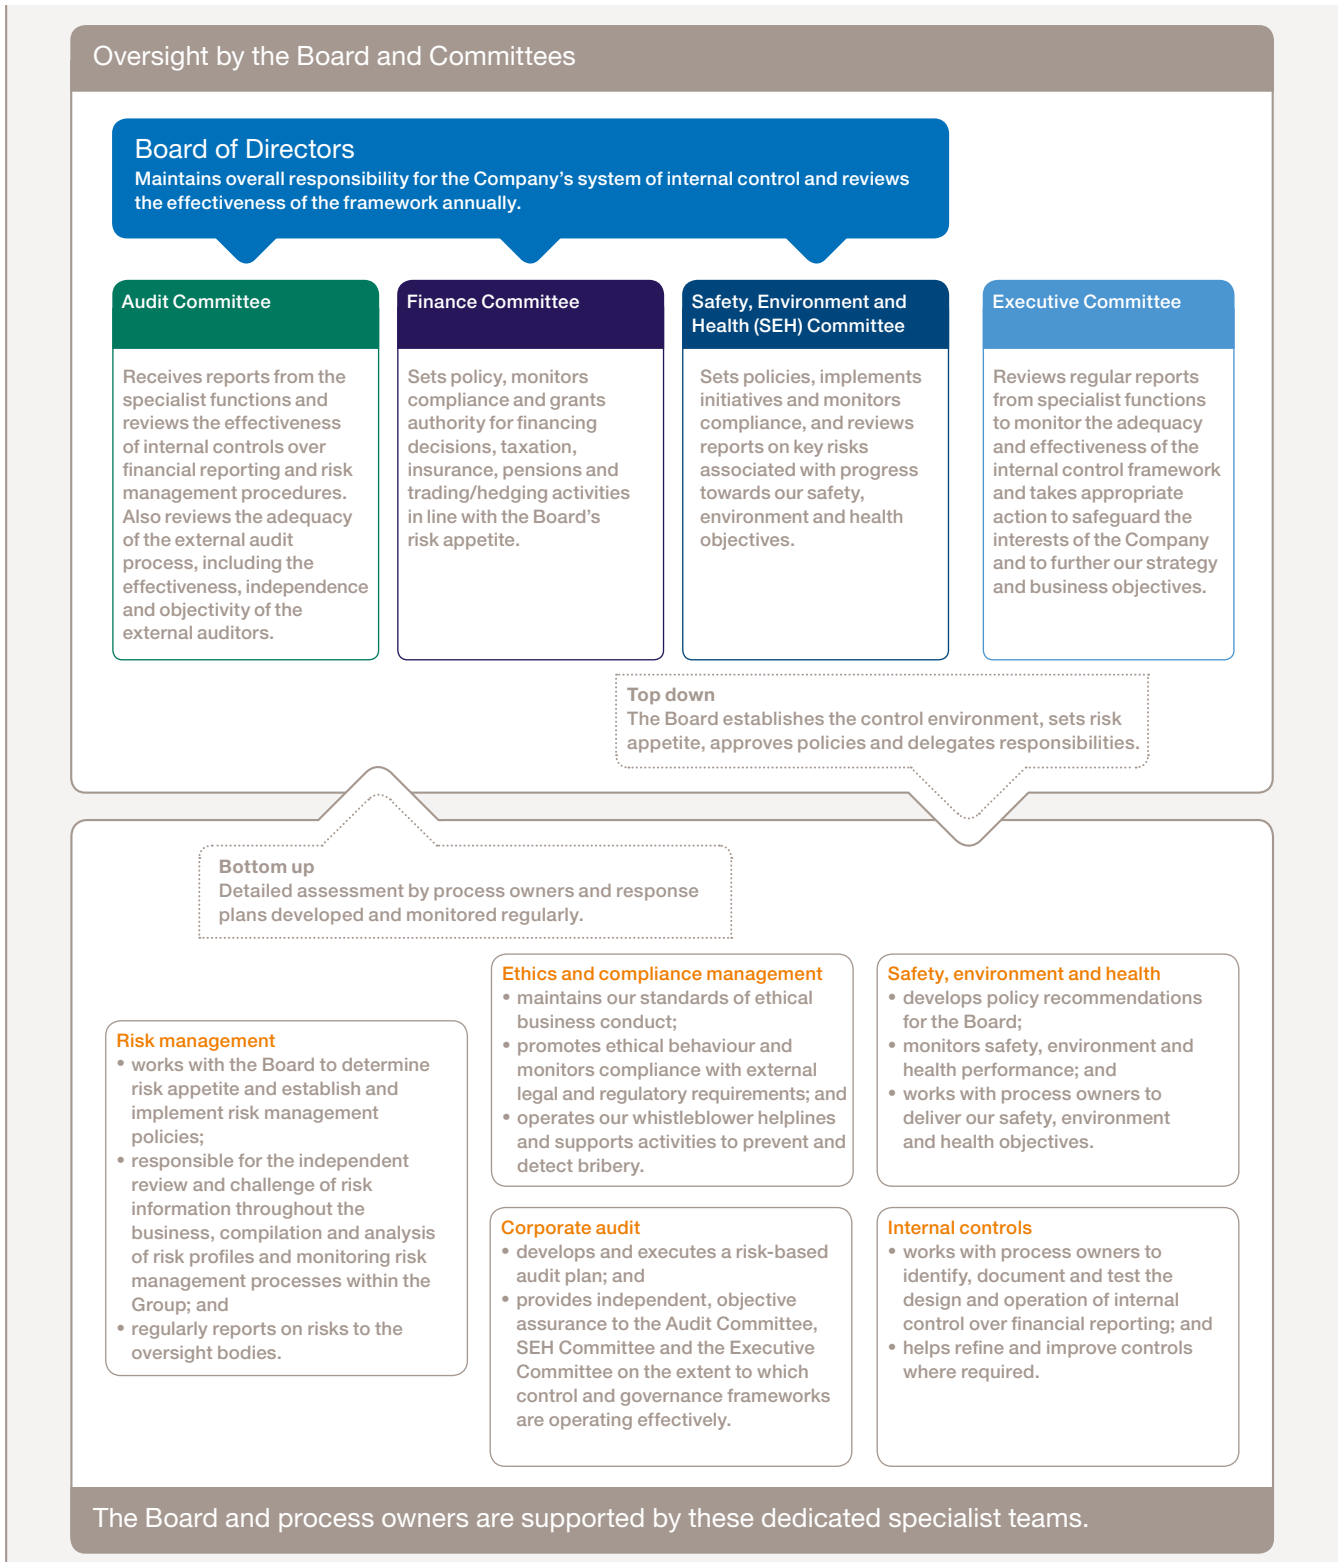 Oversight by the Board and Committees
Board of Directors
Maintains overall responsibility for the Company’s system of internal control and reviews
the effectiveness of the framework annually.
Audit Committee
Receives reports from the
specialist functions and
reviews the effectiveness
of internal controls over
financial reporting and risk
management procedures.
Also reviews the adequacy
of the external audit
process, including the
effectiveness, independence
and objectivity of the
external auditors.
Finance Committee
Sets policy, monitors
compliance and grants
authority for financing
decisions, taxation,
insurance, pensions and
trading/hedging activities
in line with the Board’s
risk appetite.
Safety, Environment and
Health (SEH) Committee
Sets policies, implements
initiatives and monitors
compliance, and reviews
reports on key risks
associated with progress
towards our safety,
environment and health
objectives.
Executive Committee
Reviews regular reports
from specialist functions
to monitor the adequacy
and effectiveness of the
internal control framework
and takes appropriate
action to safeguard the
interests of the Company
and to further our strategy
and business objectives.
Top down
The Board establishes the control environment, sets risk
appetite, approves policies and delegates responsibilities.
Bottom up
Detailed assessment by process owners and response
plans developed and monitored regularly.
Risk management
• works with the Board to determine
risk appetite and establish and
implement risk management
policies;
• responsible for the independent
review and challenge of risk
information throughout the
business, compilation and analysis
of risk profiles and monitoring risk
management processes within the
Group; and
• regularly reports on risks to the
oversight bodies.
Ethics and compliance management
• maintains our standards of ethical
business conduct;
• promotes ethical behaviour and
monitors compliance with external
legal and regulatory requirements; and
• operates our whistleblower helplines
and supports activities to prevent and
detect bribery.
Safety, environment and health
• develops policy recommendations
for the Board;
• monitors safety, environment and
health performance; and
• works with process owners to
deliver our safety, environment
and health objectives.
Corporate audit
• develops and executes a risk-based
audit plan; and
• provides independent, objective
assurance to the Audit Committee,
SEH Committee and the Executive
Committee on the extent to which
control and governance frameworks
are operating effectively.
Internal controls
• works with process owners to
identify, document and test the
design and operation of internal
control over financial reporting; and
• helps refine and improve controls
where required.
The Board and process owners are supported by these dedicated specialist teams.